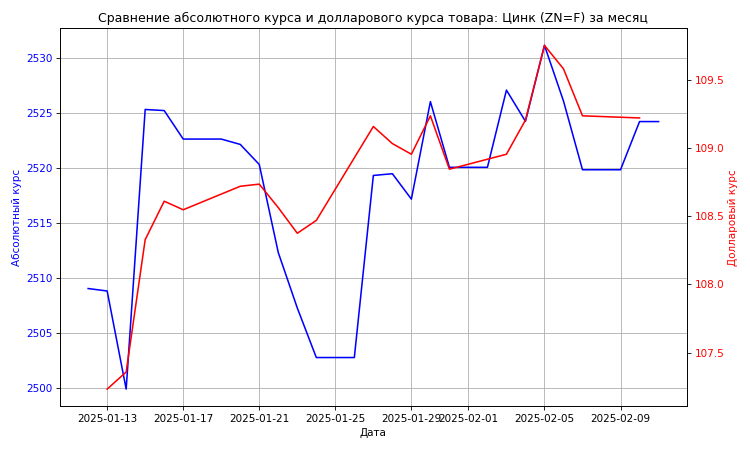 Сравнение абсолютного курса и долларового курса товара: Цинк (ZN=F) за месяц
2530
2525
2520
2515
2510
2505
2500
Абсолютный курс
109.5
109.0
108.5
108.0
107.5
Долларовый курс
2025-01-13 2025-01-17 2025-01-21 2025-01-25 2025-01-29 2025-02-01 2025-02-05 2025-02-09
Дата